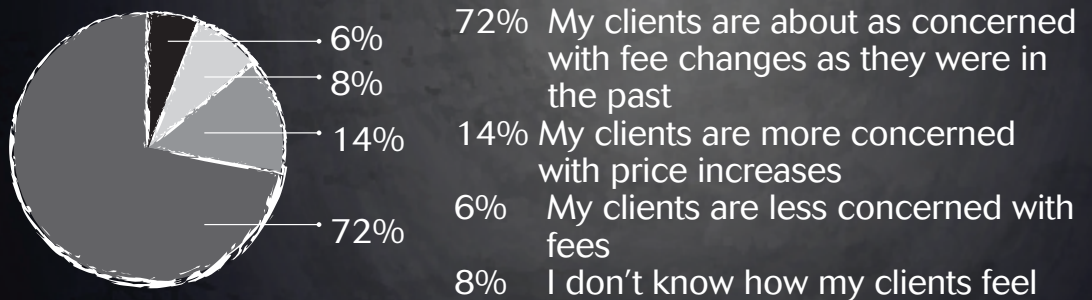 6%
8%
14%
72%
72% My clients are about as concerned
with fee changes as they were in
the past
14% My clients are more concerned
with price increases
6% My clients are less concerned with
fees
8% I don't know how my clients feel